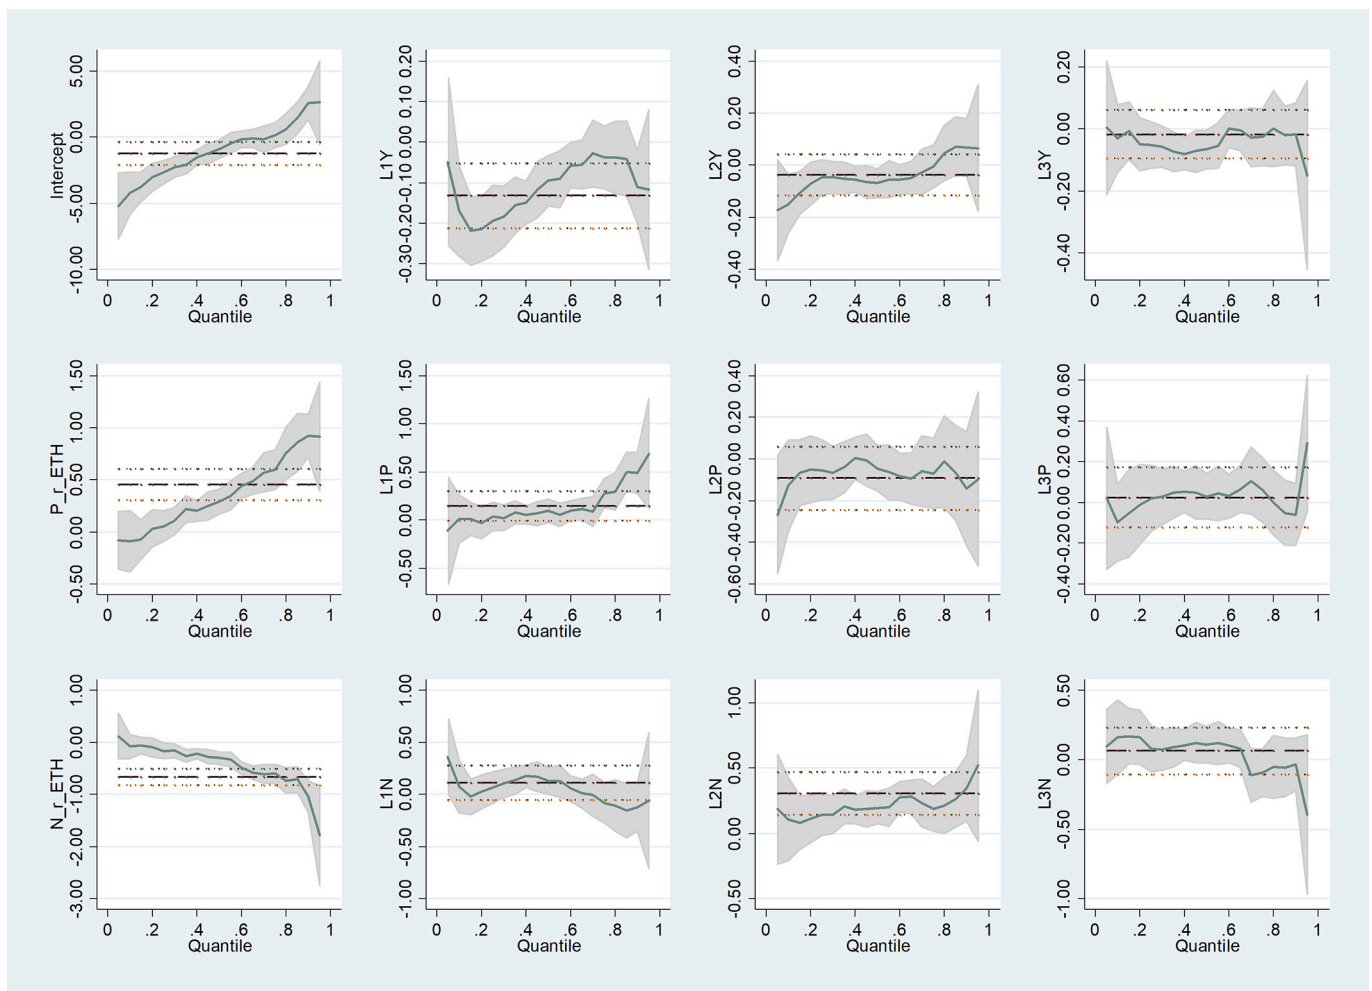 Intercept
-10.00 -5.00 0.00 5.00
0 .2 .4 .6 .8 1
Quantile
L1Y
-0.30 -0.20 -0.10 0.00 0.10 0.20
0 .2 .4 .6 .8 1
Quantile
L2Y
-0.40 -0.20 0.00 0.20 0.40
0 .2 .4 .6 .8 1
Quantile
L3Y
-0.40 -0.20 0.00 0.20
0 .2 .4 .6 .8 1
Quantile
P_r_ETH
-0.50 0.00 0.50 1.00 1.50
0 .2 .4 .6 .8 1
Quantile
L1P
-0.50 0.00 0.50 1.00 1.50
0 .2 .4 .6 .8 1
Quantile
L2P
-0.60 -0.40 -0.20 0.00 0.20 0.40
0 .2 .4 .6 .8 1
Quantile
L3P
-0.40 -0.20 0.00 0.20 0.40 0.60
0 .2 .4 .6 .8 1
Quantile
N_r_ETH
-3.00 -2.00 -1.00 0.00 1.00
0 .2 .4 .6 .8 1
Quantile
L1N
-1.00 -0.50 0.00 0.50 1.00
0 .2 .4 .6 .8 1
Quantile
L2N
-0.50 0.00 0.50 1.00
0 .2 .4 .6 .8 1
Quantile
L3N
-1.00 -0.50 0.00 0.50
0 .2 .4 .6 .8 1
Quantile